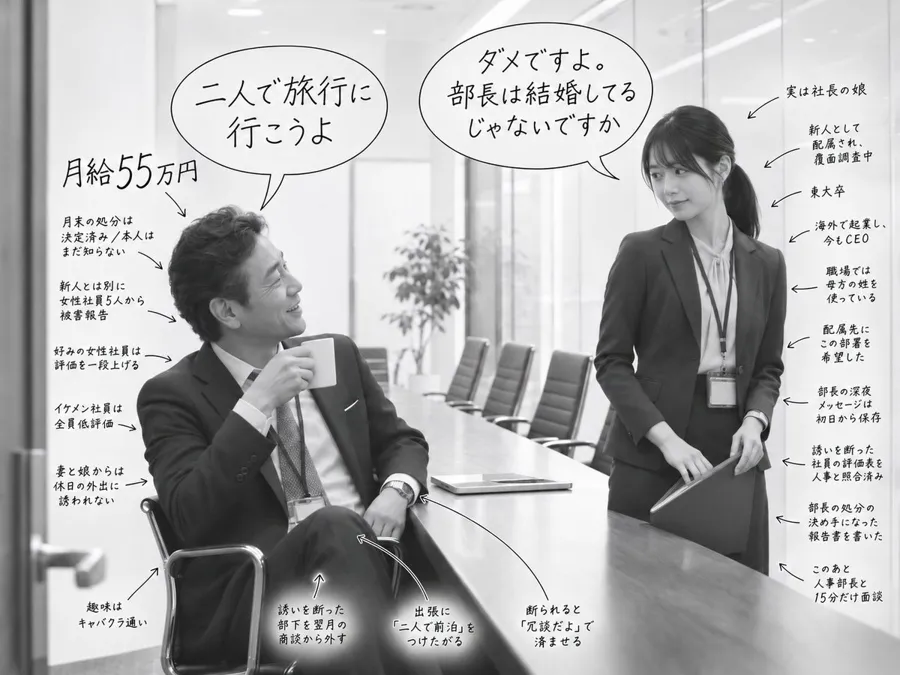 二人で旅行に
行こうよ
ダメですよ。
部長は結婚してる
じゃないですか
月給55万円
月末の処分は
決定済み/本人は
まだ知らない
新人とは別に
女性社員5人から
被害報告
好みの女性社員は
評価を一段上げる
イケメン社員は
全員低評価
妻と娘からは
休日の外出に
誘われない
趣味は
キャバクラ通い
誘いを断った
部下を翌月の
商談から外す
出張に
「二人で前泊」を
つけたがる
断られると
「冗談だよ」で
済ませる
実は社長の娘
新人として
配属され、
覆面調査中
東大卒
海外で起業し、
今もCEO
職場では
母方の姓を
使っている
配属先に
この部署を
希望した
部長の深夜
メッセージは
初日から保存
誘いを断った
社員の評価表を
人事と照合済み
部長の処分の
決め手になった
報告書を書いた
このあと
人事部長と
15分だけ面談